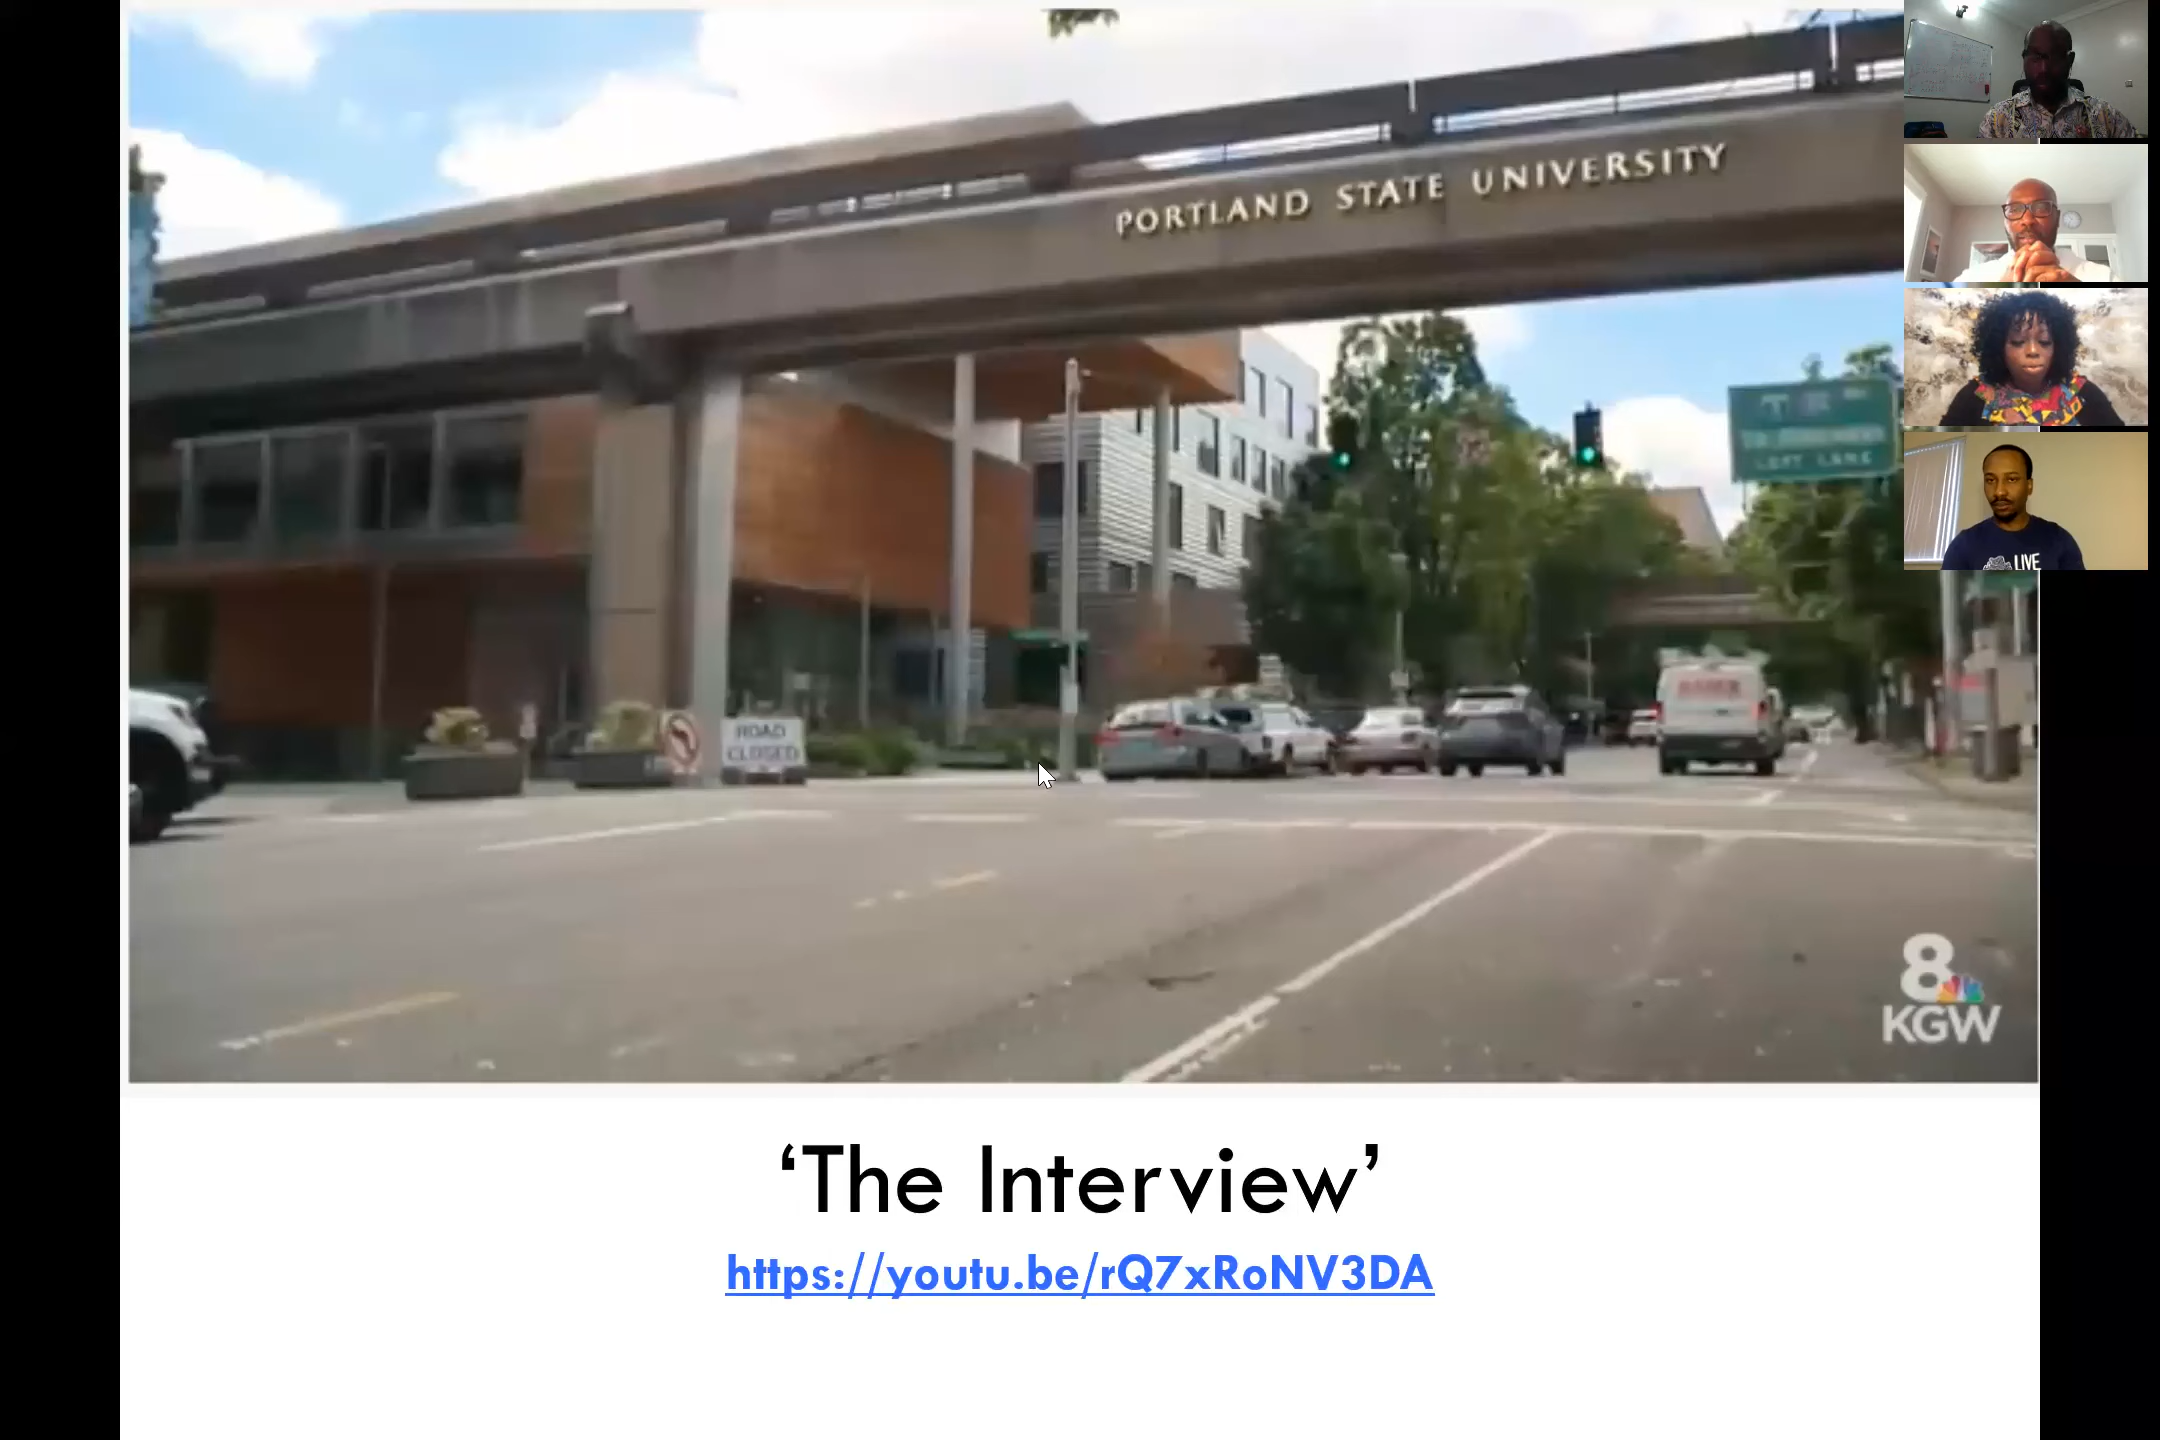 PORTLAND STATE UNIVERSITY
LEFT LANE
ROAD
CLOSED
LIVE
8
KGW
‘The Interview’
https://youtu.be/rQ7xRoNV3DA